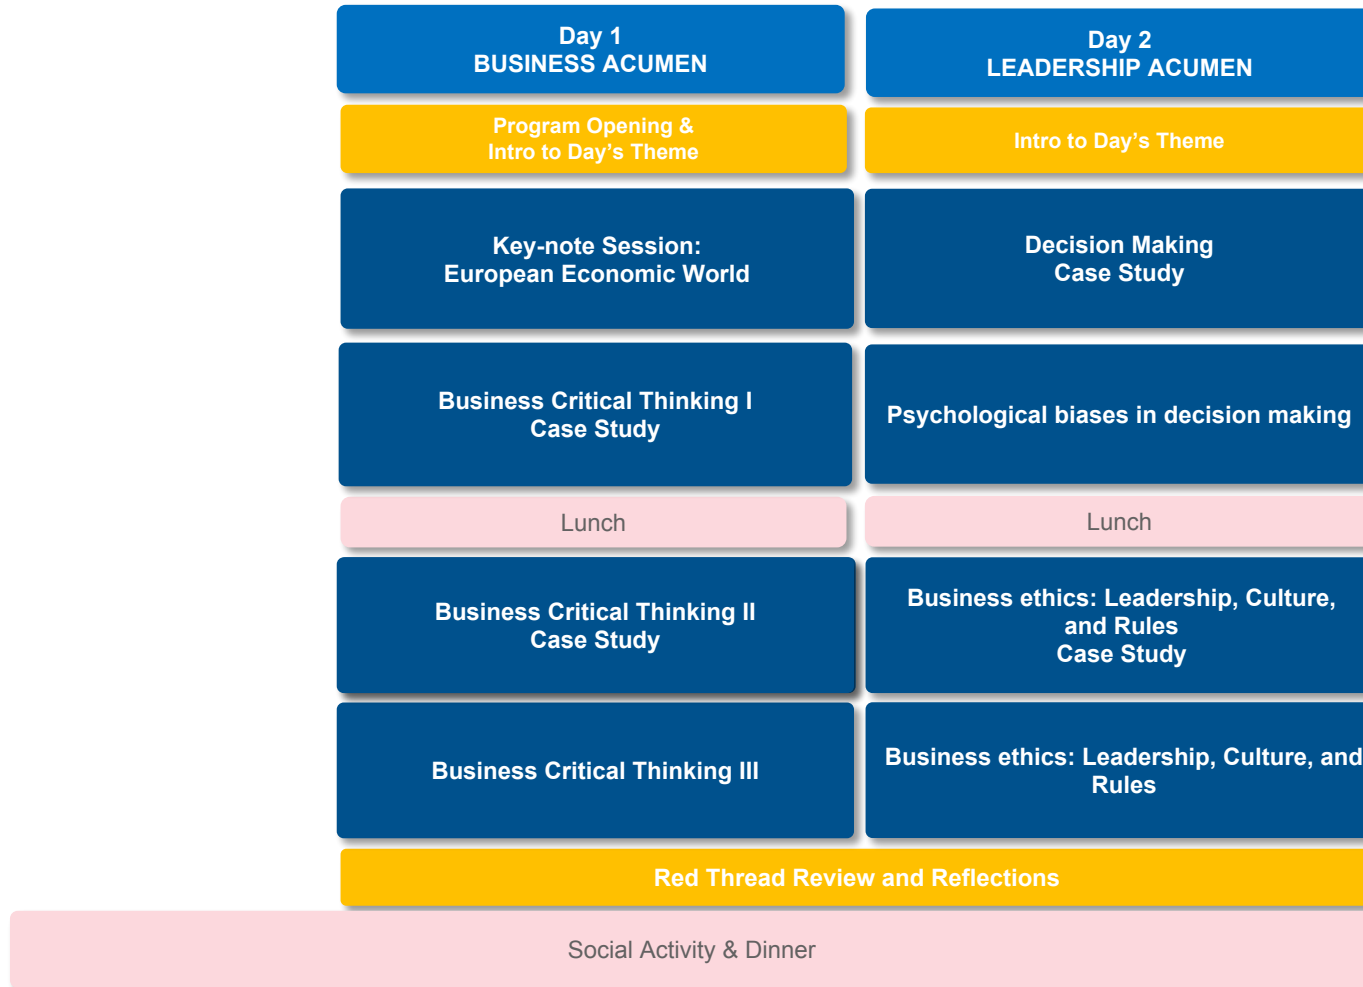 Day 1
BUSINESS ACUMEN
Day 2
LEADERSHIP ACUMEN
Program Opening &
Intro to Day’s Theme
Intro to Day’s Theme
Key-note Session:
European Economic World
Decision Making
Case Study
Business Critical Thinking I
Case Study
Psychological biases in decision making
Lunch
Lunch
Business Critical Thinking II
Case Study
Business ethics: Leadership, Culture,
and Rules
Case Study
Business Critical Thinking III
Business ethics: Leadership, Culture, and
Rules
Red Thread Review and Reflections
Social Activity & Dinner